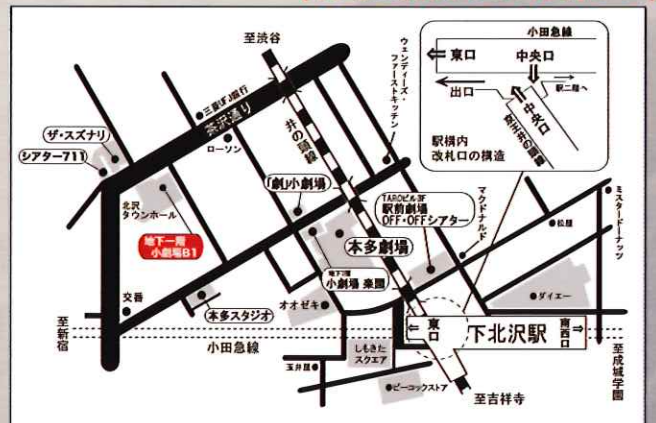 至渋谷
ウェンディーズ・
ファーストキッチン
三菱UFJ銀行
茶沢通り
ローソン
井の頭線
ザ・スズナリ
シアター711
北沢
タウンホール
地下一階
小劇場B1
「劇」小劇場
TAROビル3F
駅前劇場
OFF・OFFシアター
マクドナルド
本多劇場
地下2階
小劇場 楽園
オオゼキ
本多スタジオ
交番
至新宿
小田急線
しもきた
スクエア
玉井屋
ピーコックストア
東口
下北沢駅
南西口
至吉祥寺
至成城学園
ダイエー
松屋
ミスタードーナッツ
小田急線
東口
中央口
出口
駅二階へ
中央口
京王井の頭線
駅構内
改札口の構造